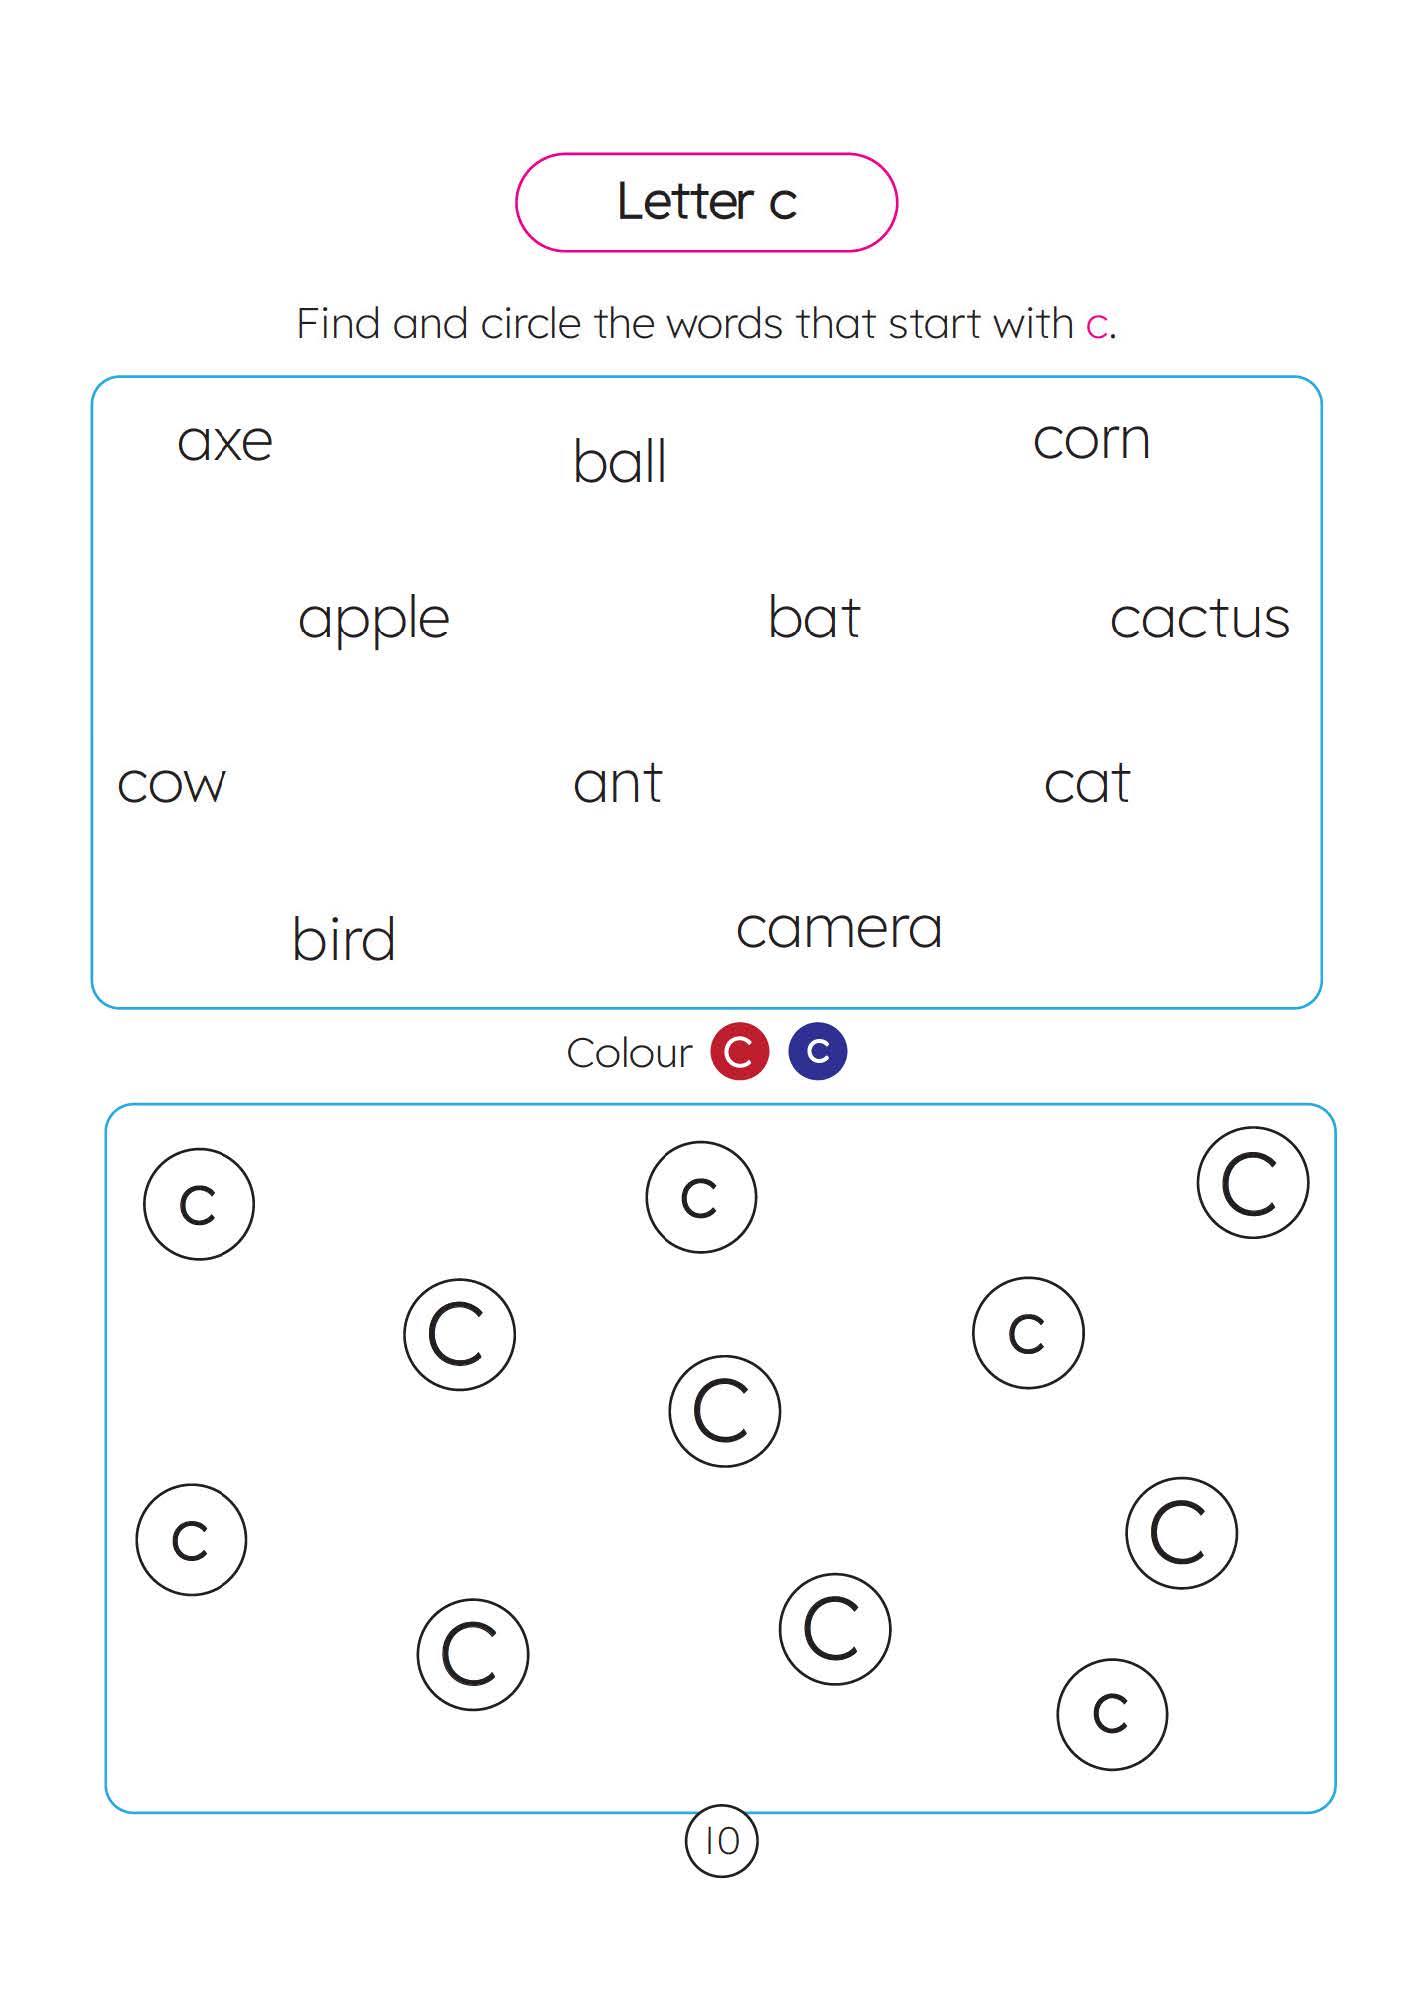 Letter c
Find and circle the words that start with c.
axe ball corn
apple bat cactus
cow ant cat
bird camera
Colour C c
c c C
C c
C
c C
C C
c
10